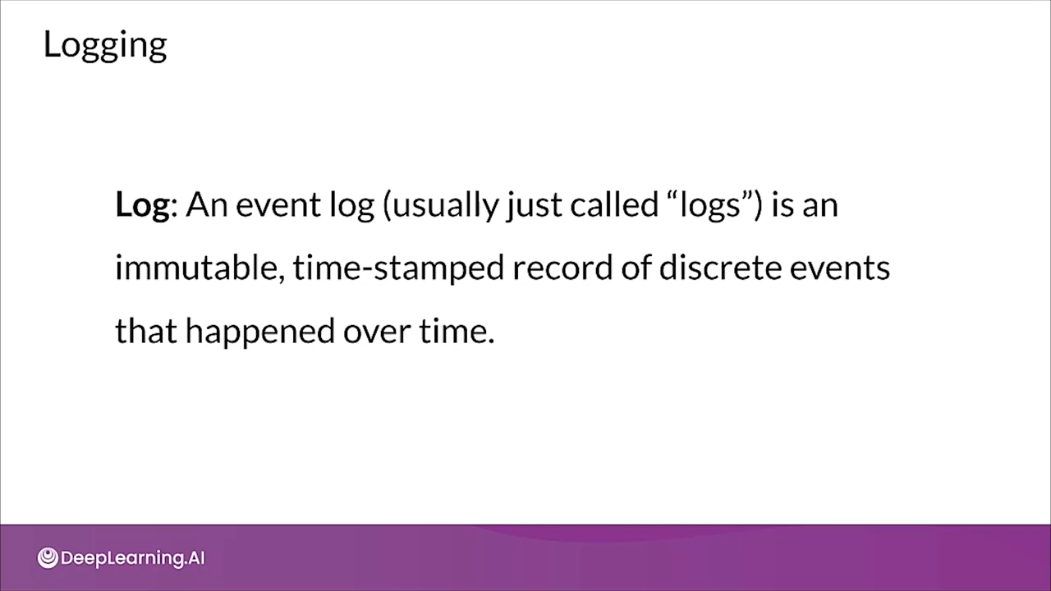 Logging
Log: An event log (usually just called “logs”) is an
immutable, time-stamped record of discrete events
that happened over time.
DeepLearning.AI